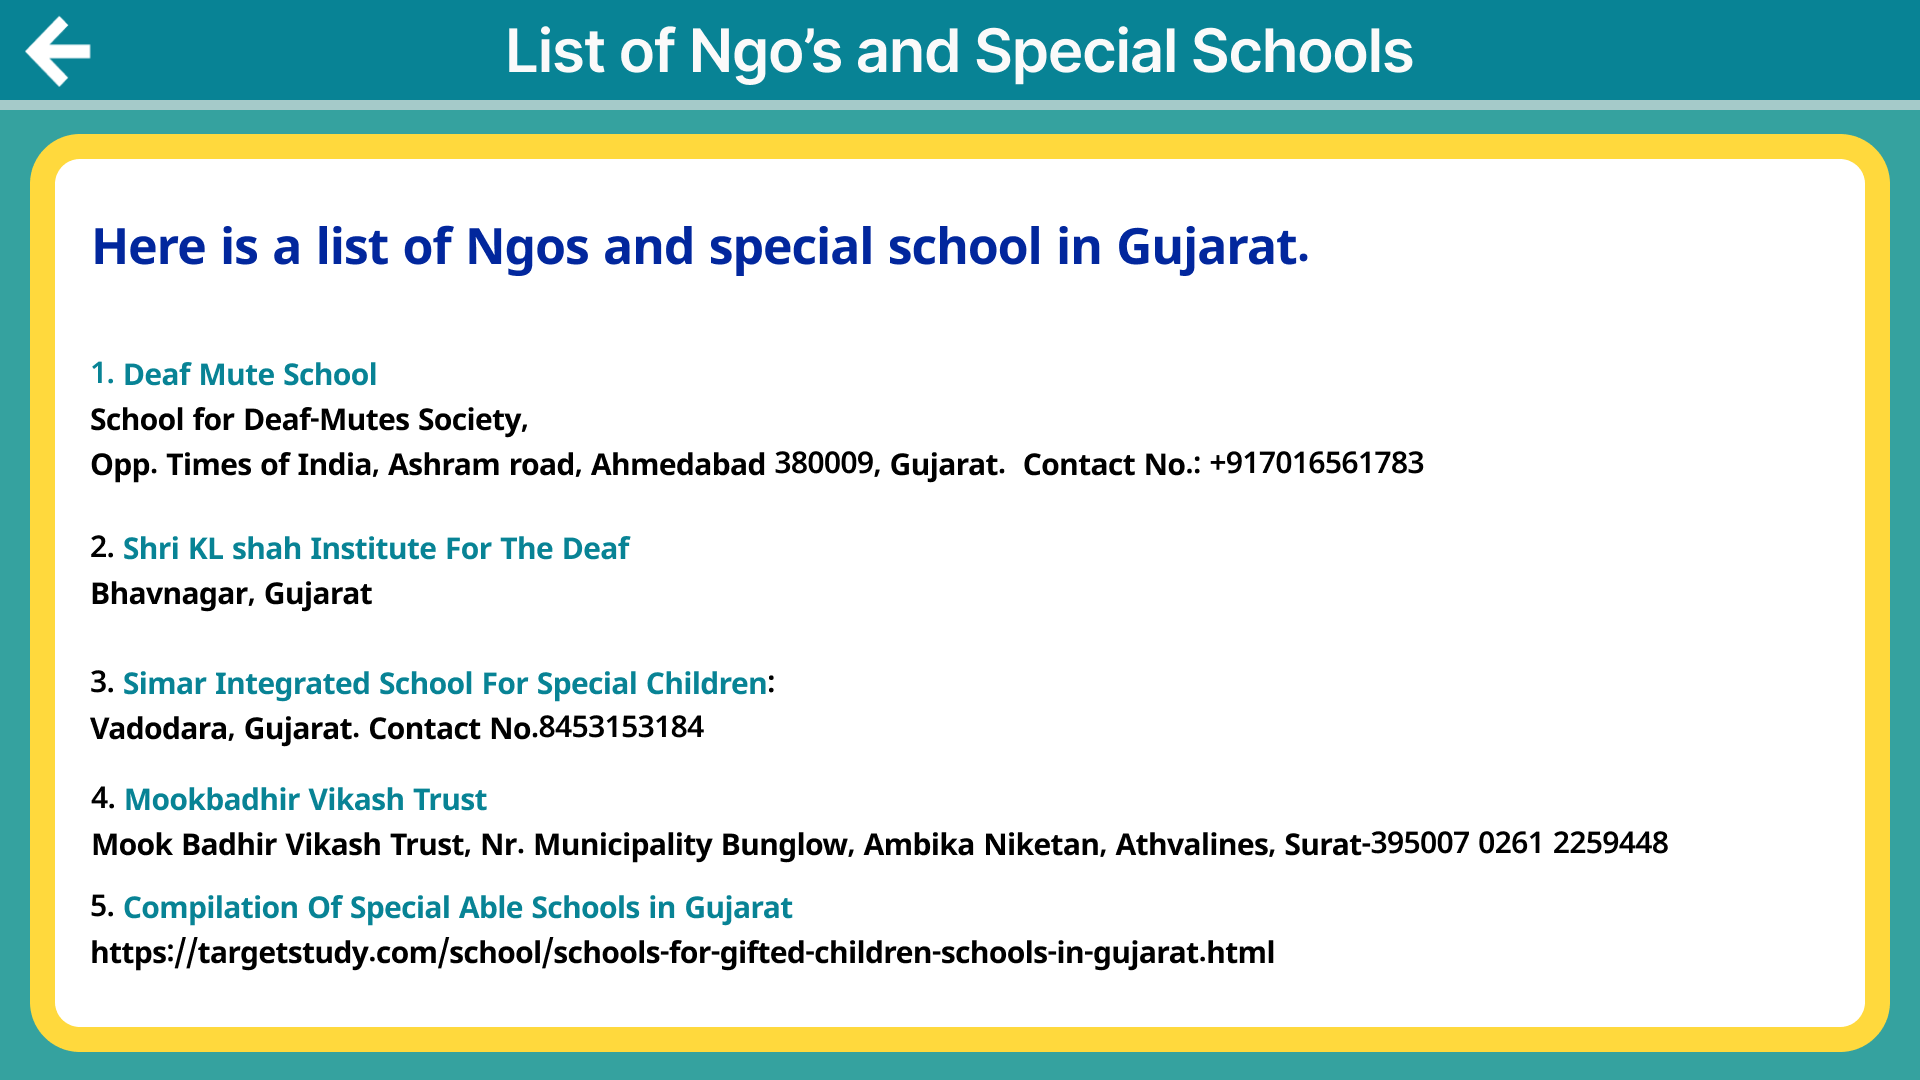 List of Ngo’s and Special Schools
Here is a list of Ngos and special school in Gujarat.
1. Deaf Mute School
School for Deaf-Mutes Society,
Opp. Times of India, Ashram road, Ahmedabad 380009, Gujarat.  Contact No.: +917016561783
2. Shri KL shah Institute For The Deaf
Bhavnagar, Gujarat
3. Simar Integrated School For Special Children:
Vadodara, Gujarat. Contact No.8453153184
4. Mookbadhir Vikash Trust
Mook Badhir Vikash Trust, Nr. Municipality Bunglow, Ambika Niketan, Athvalines, Surat-395007 0261 2259448
5. Compilation Of Special Able Schools in Gujarat
https://targetstudy.com/school/schools-for-gifted-children-schools-in-gujarat.html